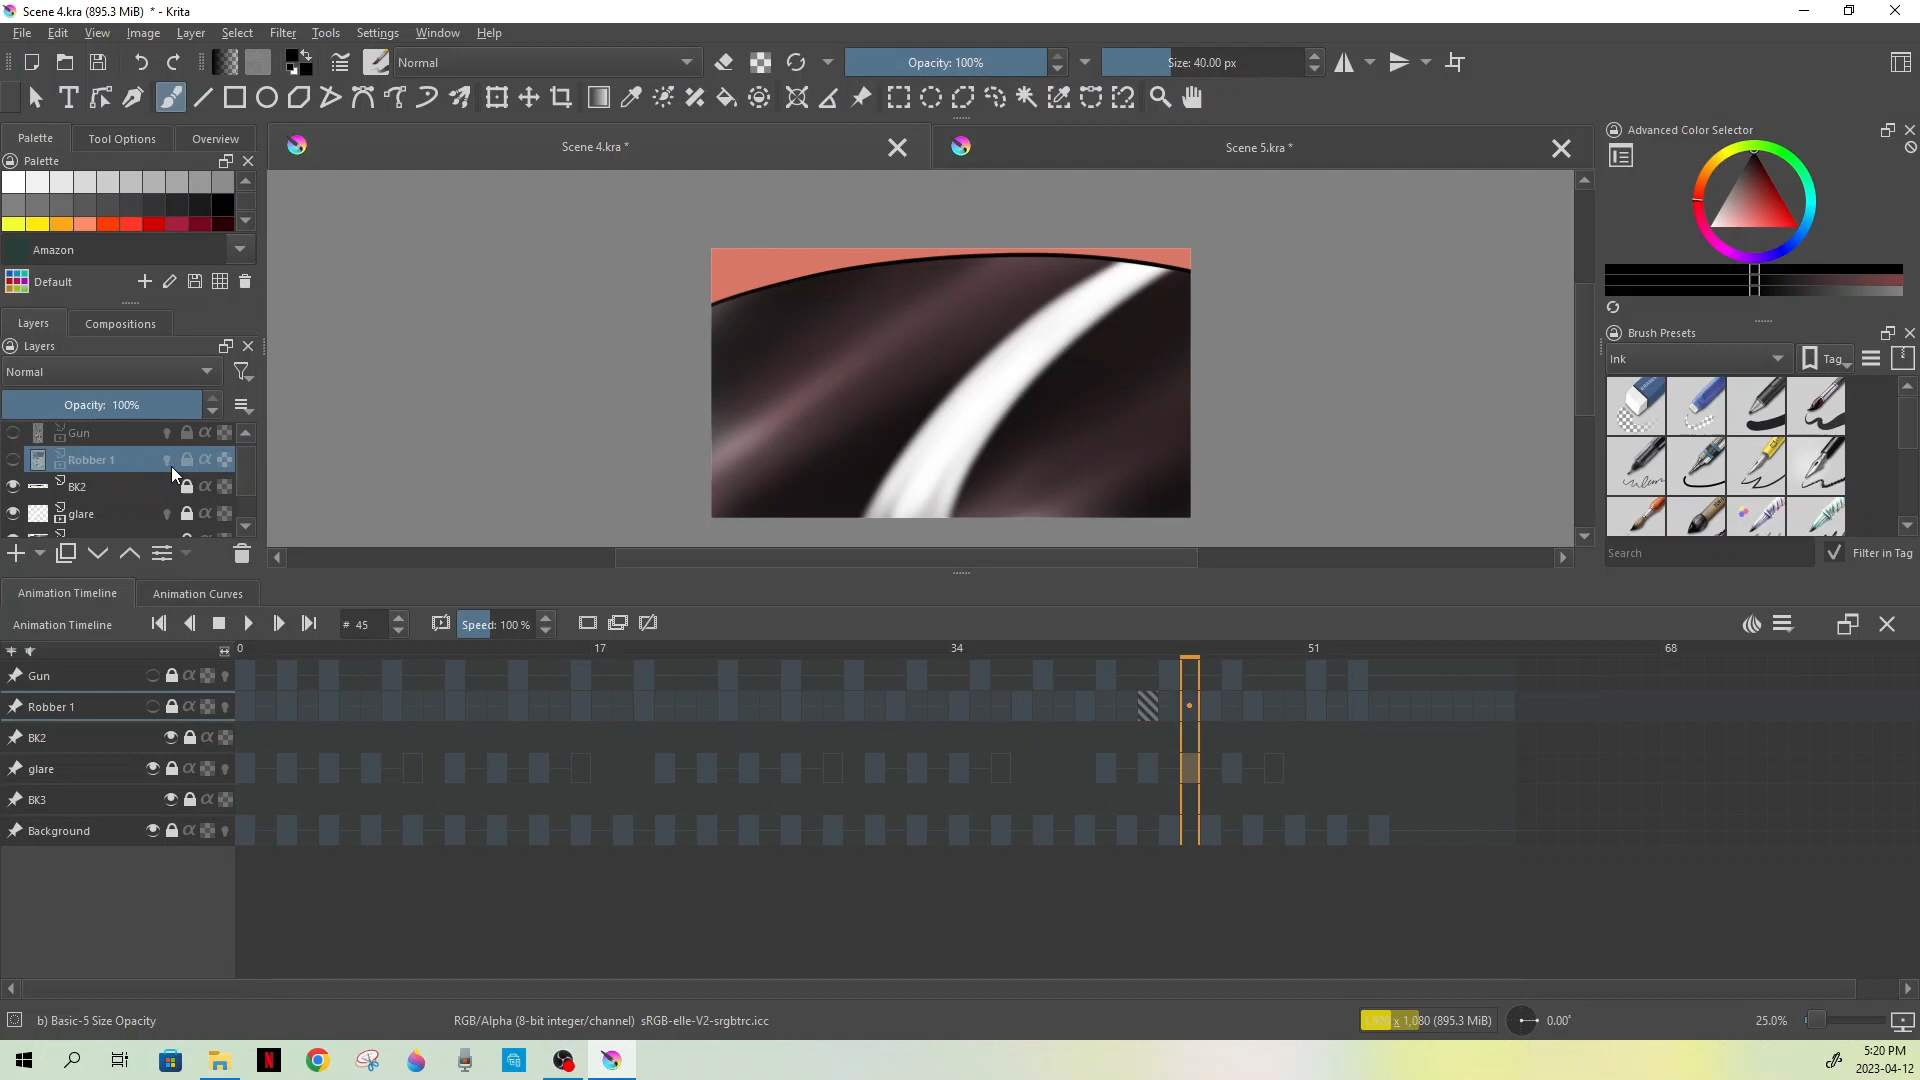 Scene 4.kra (895.3 MiB) * - Krita
File Edit View Image Layer Select Filter Tools Settings Window Help
Normal
Opacity: 100%
Size: 40.00 px
Palette Tool Options Overview
Scene 4.kra *
Scene 5.kra *
Advanced Color Selector
Palette
Amazon
Default
Layers Compositions
Layers
Brush Presets
Normal
Ink
Tag
Opacity: 100%
Gun
Robber 1
BK2
glare
Search
Filter in Tag
Animation Timeline Animation Curves
Animation Timeline
# 45
Speed: 100 %
0 17 34 51 68
Gun
Robber 1
BK2
glare
BK3
Background
b) Basic-5 Size Opacity
RGB/Alpha (8-bit integer/channel) sRGB-elle-V2-srgbtrc.icc
1,920 x 1,080 (895.3 MiB)
0.00°
25.0%
5:20 PM
2023-04-12